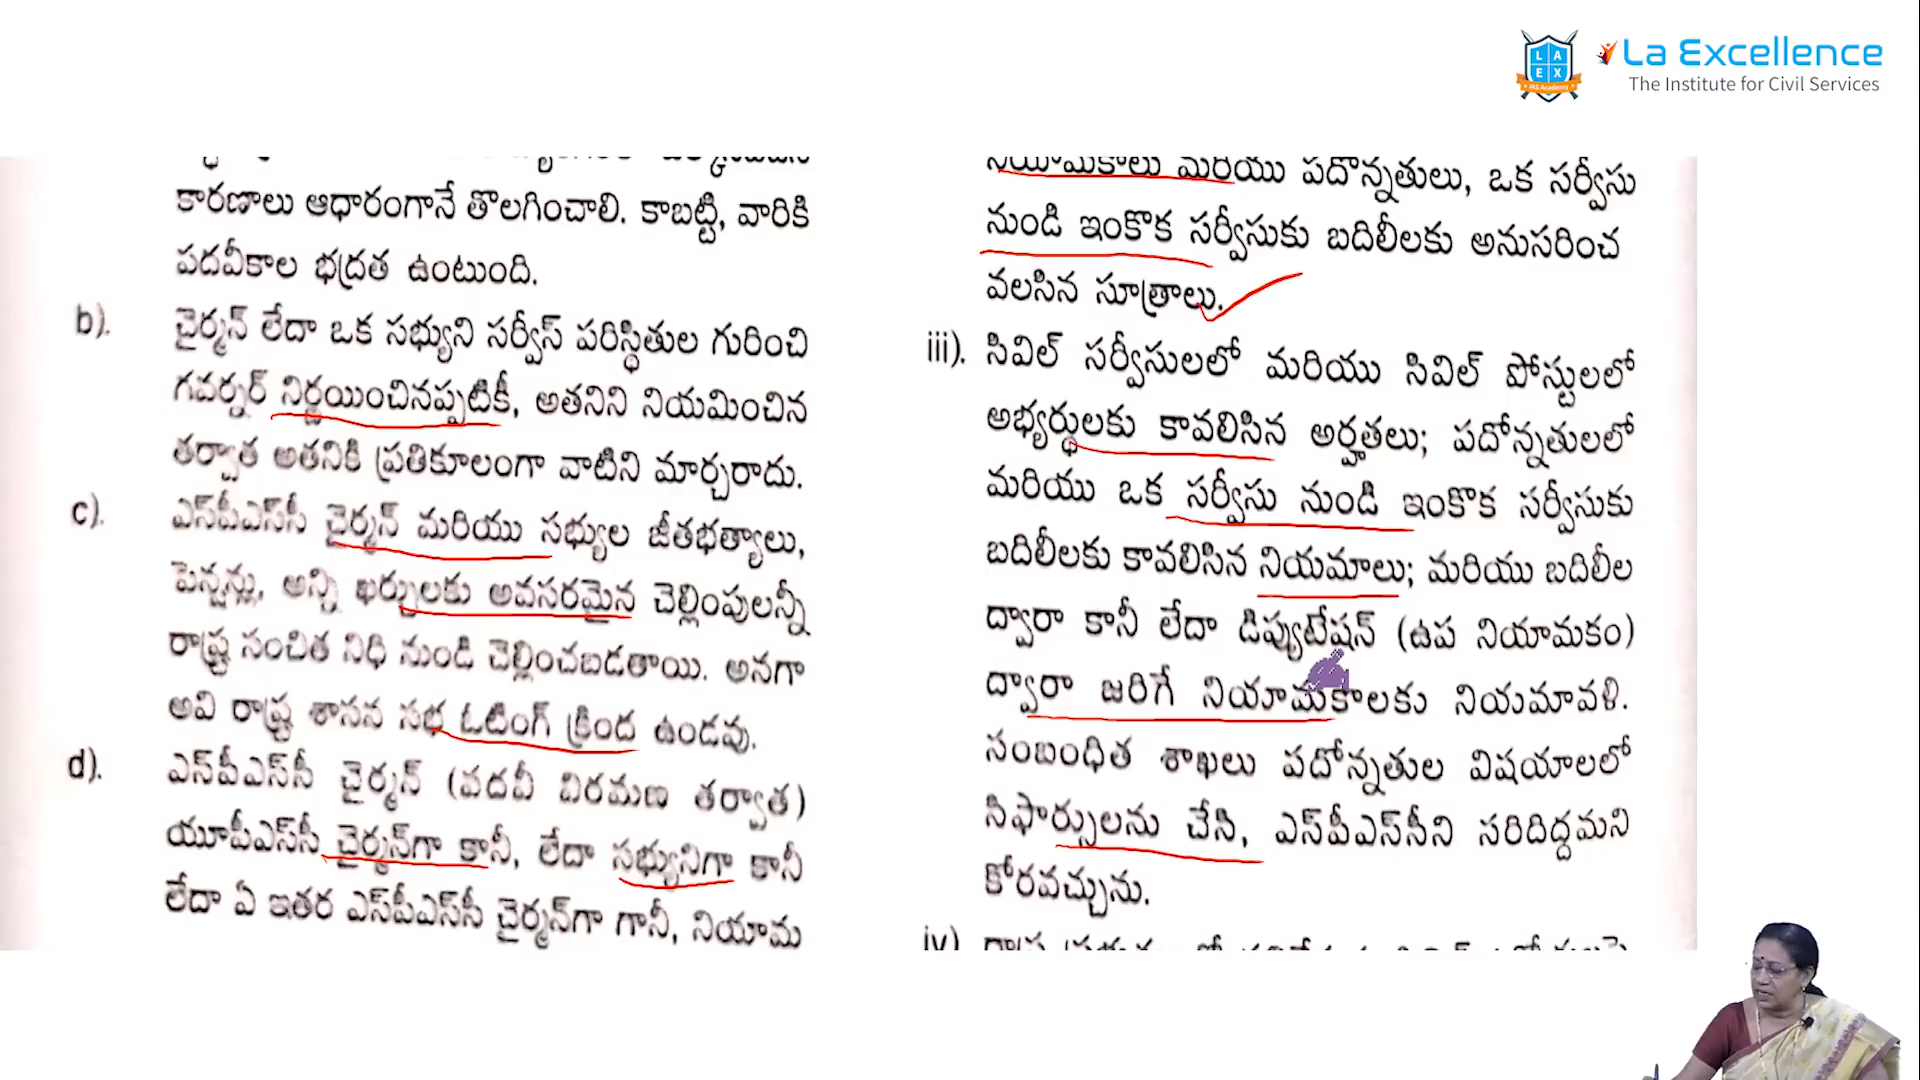 LA
EX
IAS Academy
La Excellence
The Institute for Civil Services
కారణాలు ఆధారంగానే తొలగించాలి. కాబట్టి, వారికి
పదవీకాల భద్రత ఉంటుంది.
b). చైర్మన్ లేదా ఒక సభ్యుని సర్వీస్ పరిస్థితుల గురించి
గవర్నర్ నిర్ణయించినప్పటికీ, అతనిని నియమించిన
తర్వాత అతనికి ప్రతికూలంగా వాటిని మార్చరాదు.
c). ఎస్‌పీఎస్‌సీ చైర్మన్ మరియు సభ్యుల జీతభత్యాలు,
పెన్షన్లు, అన్ని ఖర్చులకు అవసరమైన చెల్లింపులన్నీ
రాష్ట్ర సంచిత నిధి నుండి చెల్లించబడతాయి. అనగా
అవి రాష్ట్ర శాసన సభ ఓటింగ్ క్రింద ఉండవు.
d). ఎస్‌పీఎస్‌సీ చైర్మన్ (పదవీ విరమణ తర్వాత)
యూపీఎస్‌సీ చైర్మన్‌గా కానీ, లేదా సభ్యునిగా కానీ
లేదా ఏ ఇతర ఎస్‌పీఎస్‌సీ చైర్మన్‌గా గానీ, నియామ
నియామకాలు మరియు పదోన్నతులు, ఒక సర్వీసు
నుండి ఇంకొక సర్వీసుకు బదిలీలకు అనుసరించ
వలసిన సూత్రాలు.
iii). సివిల్ సర్వీసులలో మరియు సివిల్ పోస్టులలో
అభ్యర్థులకు కావలిసిన అర్హతలు; పదోన్నతులలో
మరియు ఒక సర్వీసు నుండి ఇంకొక సర్వీసుకు
బదిలీలకు కావలిసిన నియమాలు; మరియు బదిలీల
ద్వారా కానీ లేదా డిప్యుటేషన్ (ఉప నియామకం)
ద్వారా జరిగే నియామకాలకు నియమావళి.
సంబంధిత శాఖలు పదోన్నతుల విషయాలలో
సిఫార్సులను చేసి, ఎస్‌పీఎస్‌సీని సరిదిద్దమని
కోరవచ్చును.
iv)